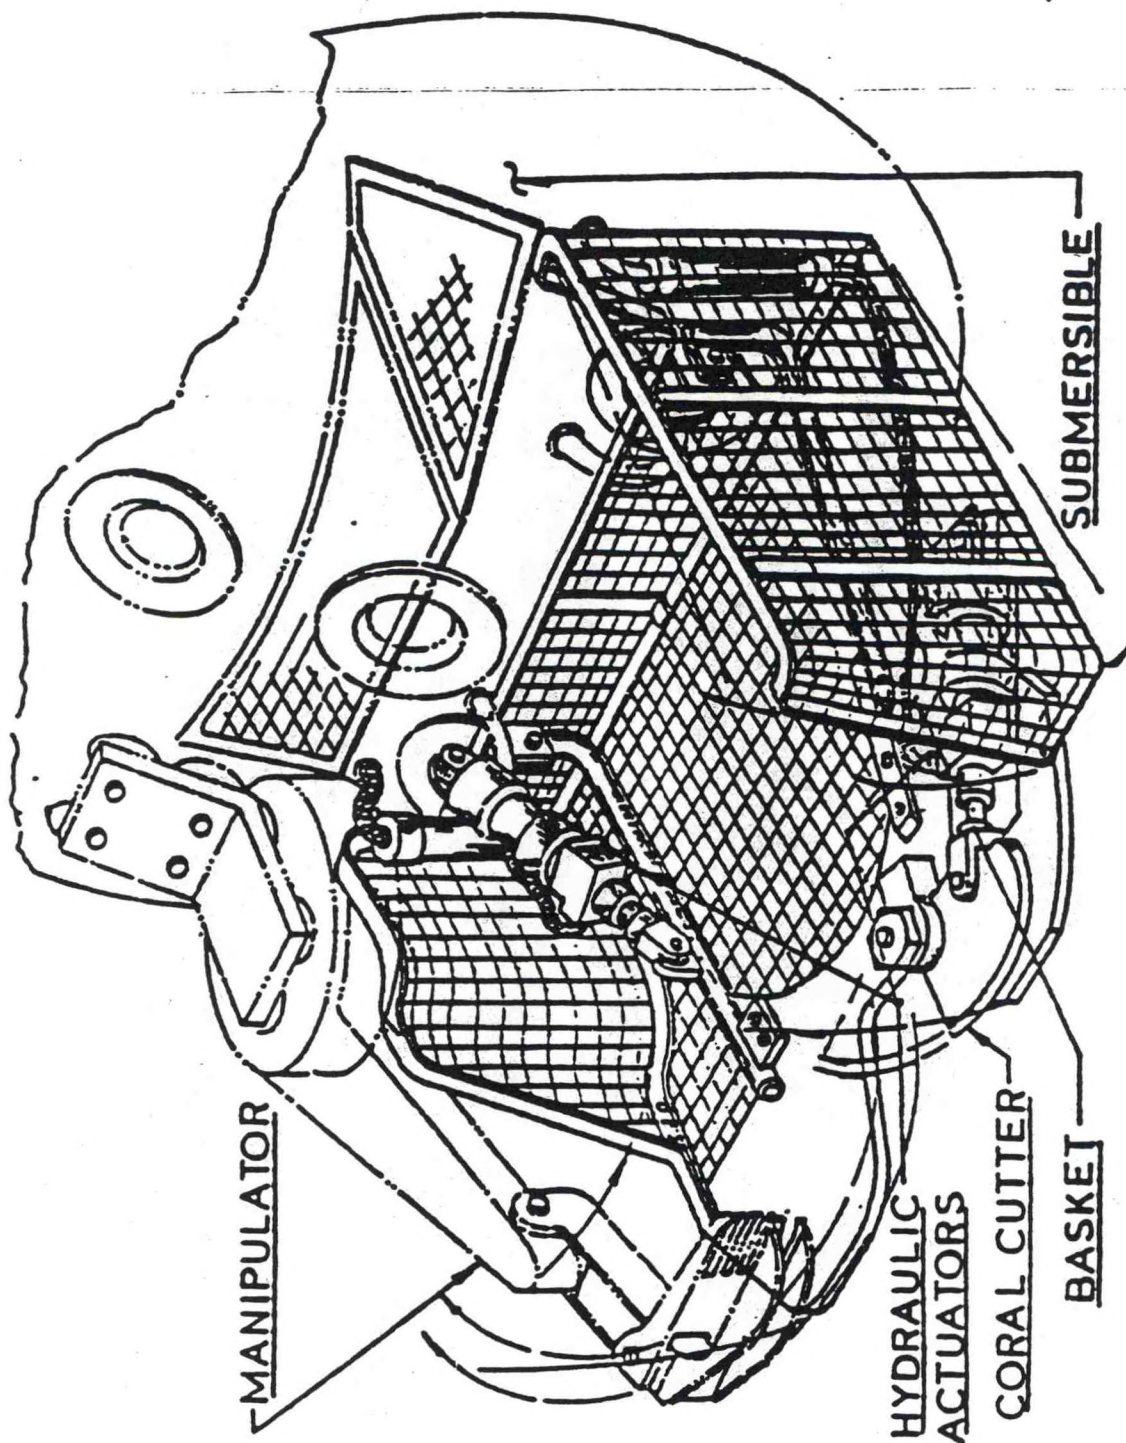 MANIPULATOR
HYDRAULIC
ACTUATORS
CORAL CUTTER
BASKET
SUBMERSIBLE